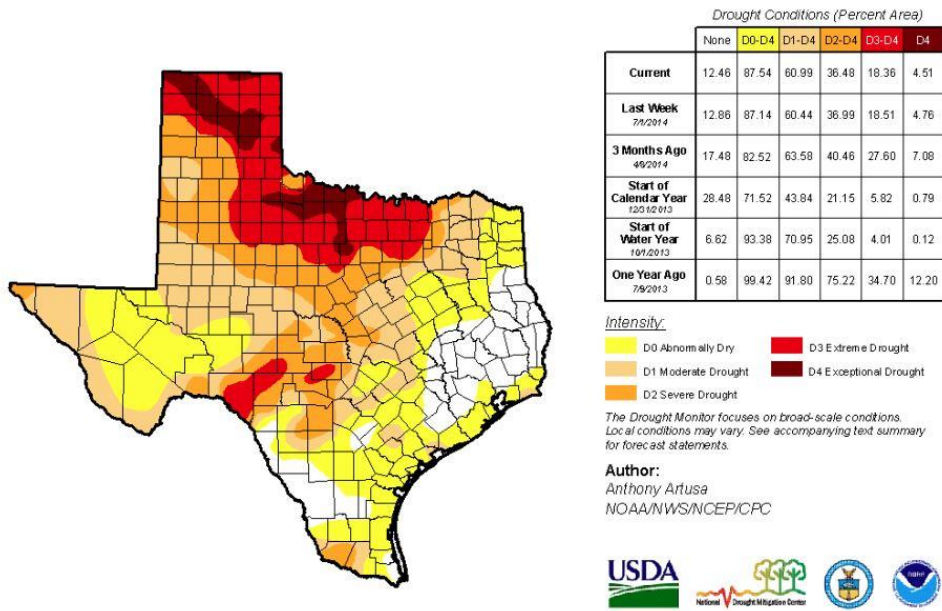 Drought Conditions (Percent Area)
None D0-D4 D1-D4 D2-D4 D3-D4 D4
Current 12.46 87.54 60.99 36.48 18.36 4.51
Last Week 7/1/2014 12.86 87.14 60.44 36.99 18.51 4.76
3 Months Ago 4/8/2014 17.48 82.52 63.58 40.46 27.60 7.08
Start of Calendar Year 12/31/2013 28.48 71.52 43.84 21.15 5.82 0.79
Start of Water Year 10/1/2013 6.62 93.38 70.95 25.08 4.01 0.12
One Year Ago 7/9/2013 0.58 99.42 91.80 75.22 34.70 12.20
Intensity:
D0 Abnormally Dry
D1 Moderate Drought
D2 Severe Drought
D3 Extreme Drought
D4 Exceptional Drought
The Drought Monitor focuses on broad-scale conditions.
Local conditions may vary. See accompanying text summary
for forecast statements.
Author:
Anthony Artusa
NOAA/NWS/NCEP/CPC
USDA
National Drought Mitigation Center